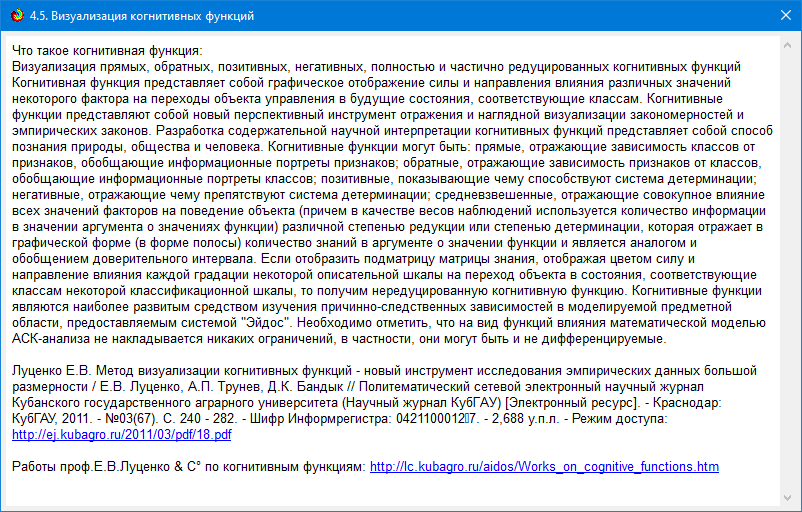 4.5. Визуализация когнитивных функций
Что такое когнитивная функция:
Визуализация прямых, обратных, позитивных, негативных, полностью и частично редуцированных когнитивных функций
Когнитивная функция представляет собой графическое отображение силы и направления влияния различных значений
некоторого фактора на переходы объекта управления в будущие состояния, соответствующие классам. Когнитивные
функции представляют собой новый перспективный инструмент отражения и наглядной визуализации закономерностей и
эмпирических законов. Разработка содержательной научной интерпретации когнитивных функций представляет собой способ
познания природы, общества и человека. Когнитивные функции могут быть: прямые, отражающие зависимость классов от
признаков, обобщающие информационные портреты признаков; обратные, отражающие зависимость признаков от классов,
обобщающие информационные портреты классов; позитивные, показывающие чему способствуют система детерминации;
негативные, отражающие чему препятствуют система детерминации; средневзвешенные, отражающие совокупное влияние
всех значений факторов на поведение объекта (причем в качестве весов наблюдений используется количество информации
в значении аргумента о значениях функции) различной степенью редукции или степенью детерминации, которая отражает в
графической форме (в форме полосы) количество знаний в аргументе о значении функции и является аналогом и
обобщением доверительного интервала. Если отобразить подматрицу матрицы знания, отображая цветом силу и
направление влияния каждой градации некоторой описательной шкалы на переход объекта в состояния, соответствующие
классам некоторой классификационной шкалы, то получим нередуцированную когнитивную функцию. Когнитивные функции
являются наиболее развитым средством изучения причинно-следственных зависимостей в моделируемой предметной
области, предоставляемым системой "Эйдос". Необходимо отметить, что на вид функций влияния математической моделью
АСК-анализа не накладывается никаких ограничений, в частности, они могут быть и не дифференцируемые.
Луценко Е.В. Метод визуализации когнитивных функций - новый инструмент исследования эмпирических данных большой
размерности / Е.В. Луценко, А.П. Трунев, Д.К. Бандык // Политематический сетевой электронный научный журнал
Кубанского государственного аграрного университета (Научный журнал КубГАУ) [Электронный ресурс]. - Краснодар:
КубГАУ, 2011. - №03(67). С. 240 - 282. - Шифр Информрегистра: 0421100012▯7. - 2,688 у.п.л. - Режим доступа:
http://ej.kubagro.ru/2011/03/pdf/18.pdf
Работы проф.Е.В.Луценко & С° по когнитивным функциям: http://lc.kubagro.ru/aidos/Works_on_cognitive_functions.htm